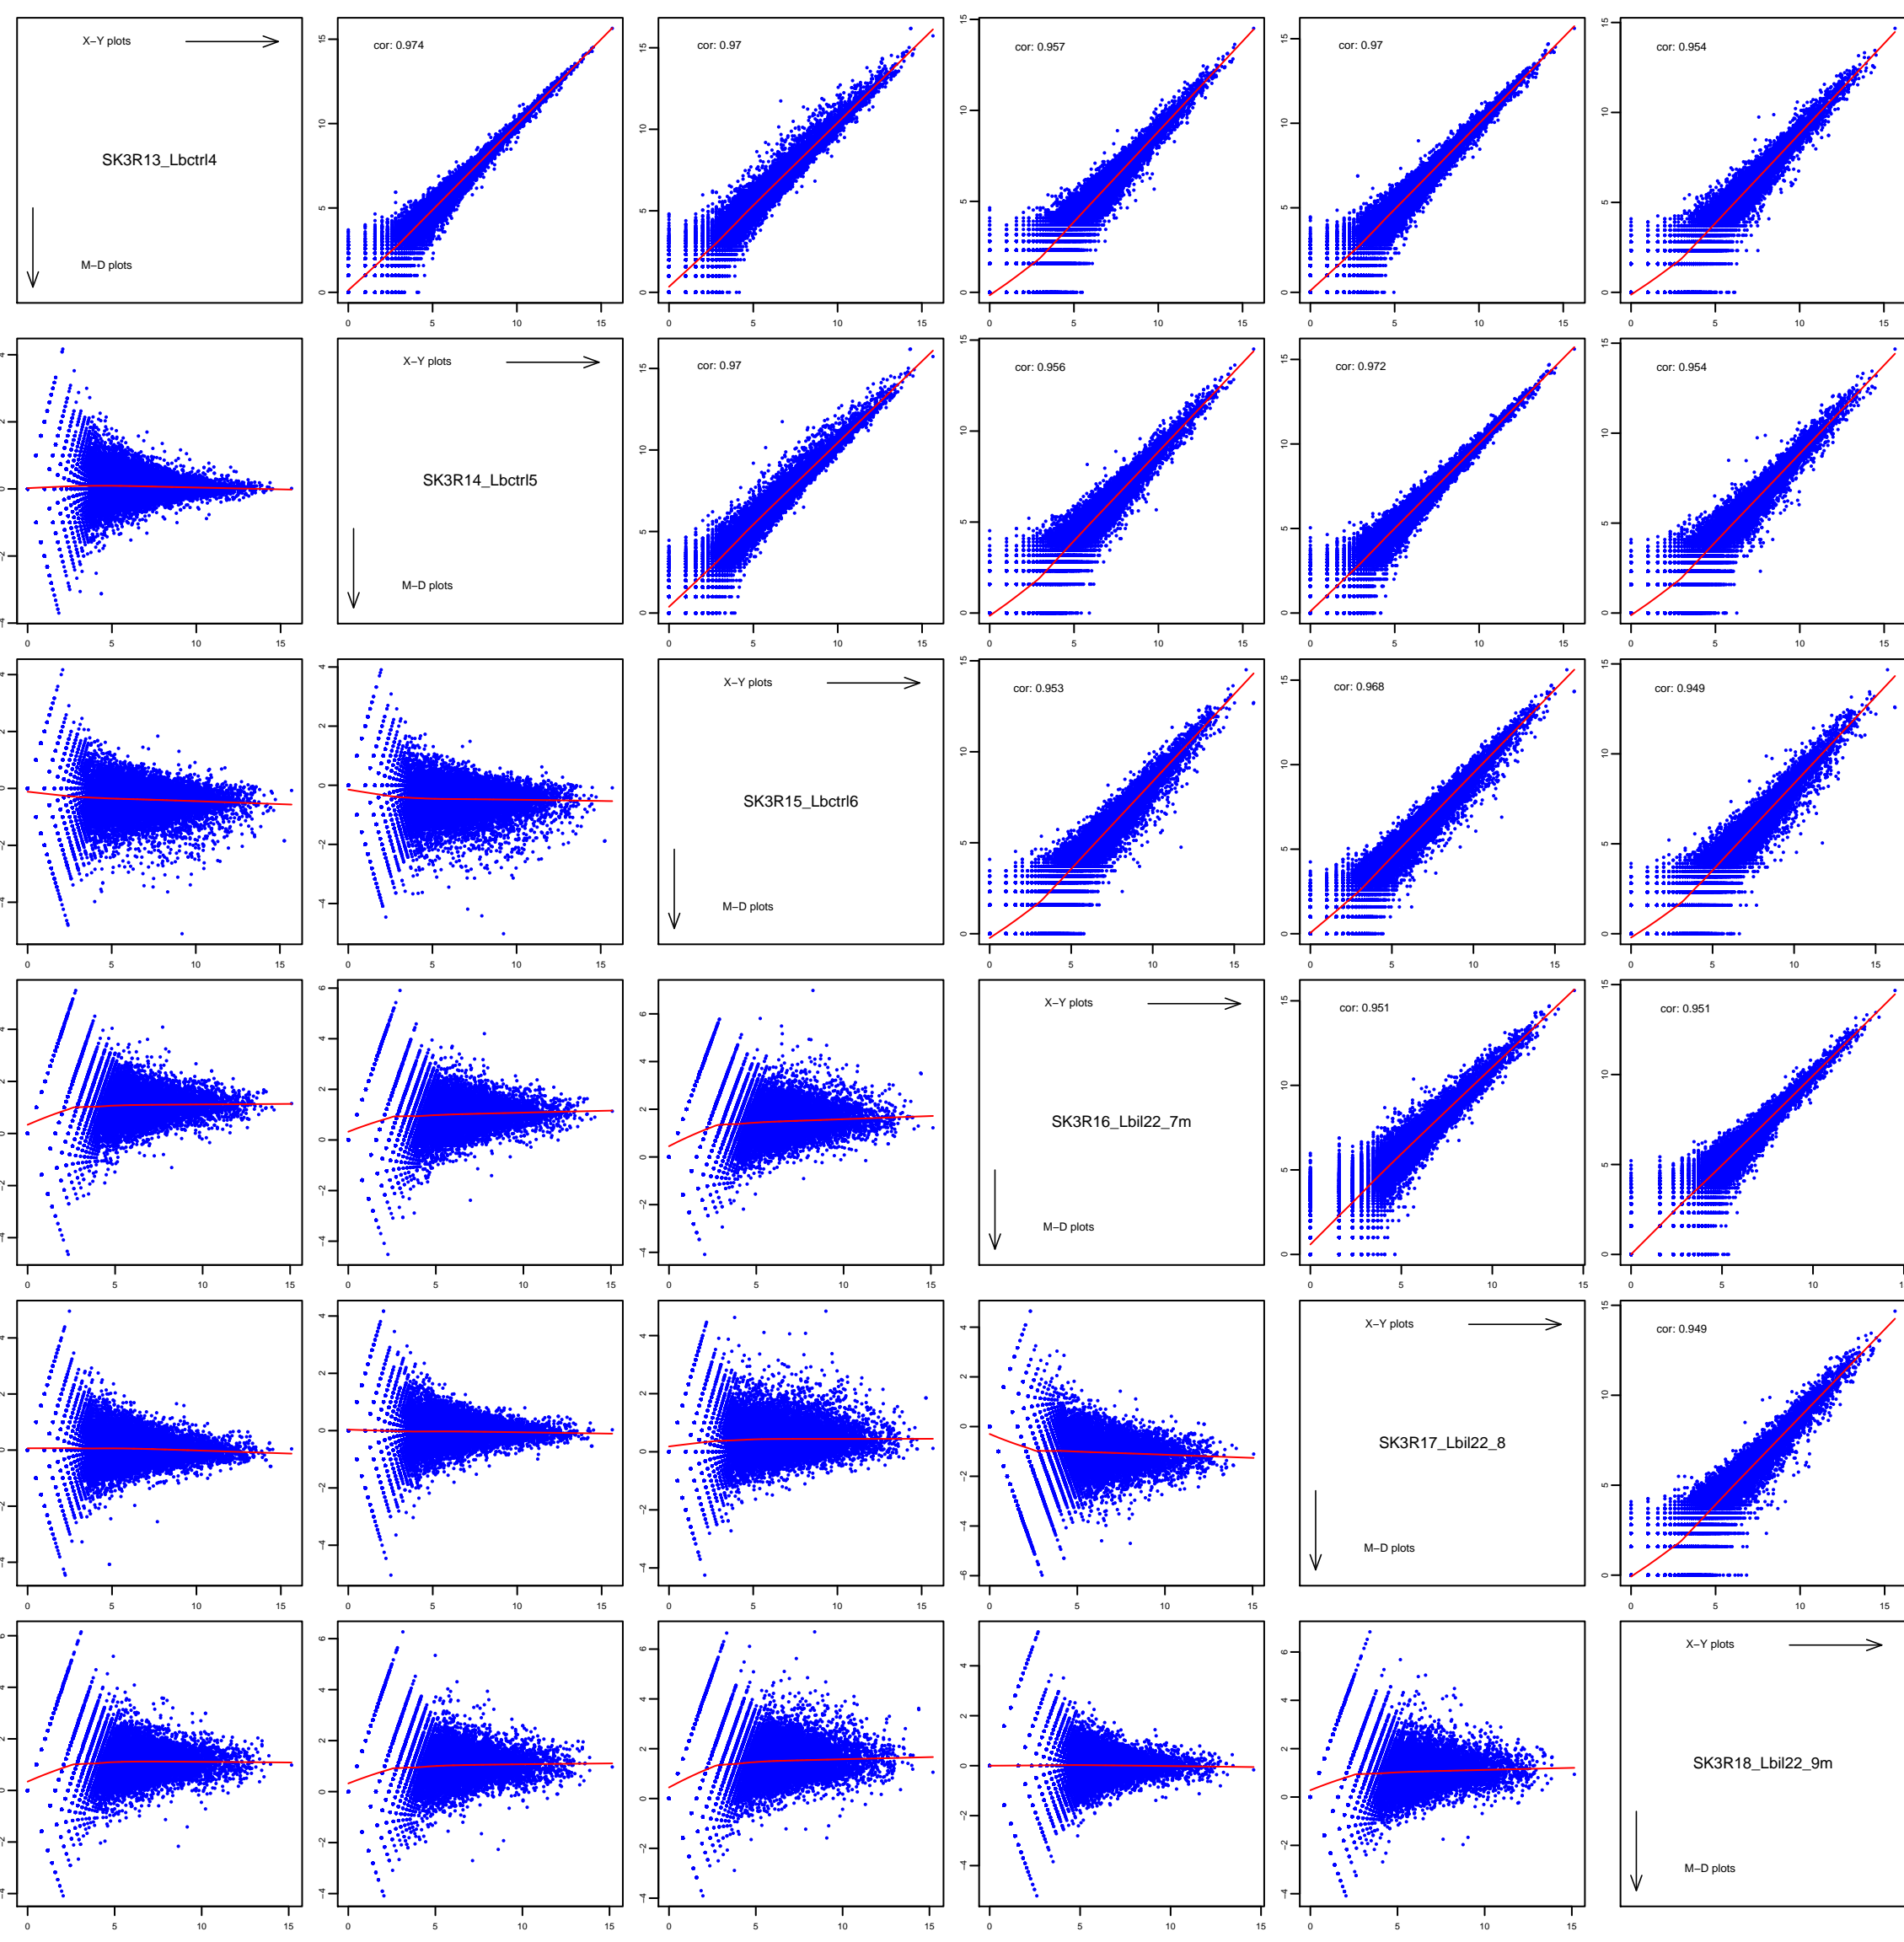 X−Y plots
SK3R13_Lbctrl4
M−D plots
cor: 0.974
cor: 0.97
cor: 0.957
cor: 0.97
cor: 0.954
X−Y plots
SK3R14_Lbctrl5
M−D plots
cor: 0.97
cor: 0.956
cor: 0.972
cor: 0.954
X−Y plots
SK3R15_Lbctrl6
M−D plots
cor: 0.953
cor: 0.968
cor: 0.949
X−Y plots
SK3R16_Lbil22_7m
M−D plots
cor: 0.951
cor: 0.951
X−Y plots
SK3R17_Lbil22_8
M−D plots
cor: 0.949
X−Y plots
SK3R18_Lbil22_9m
M−D plots